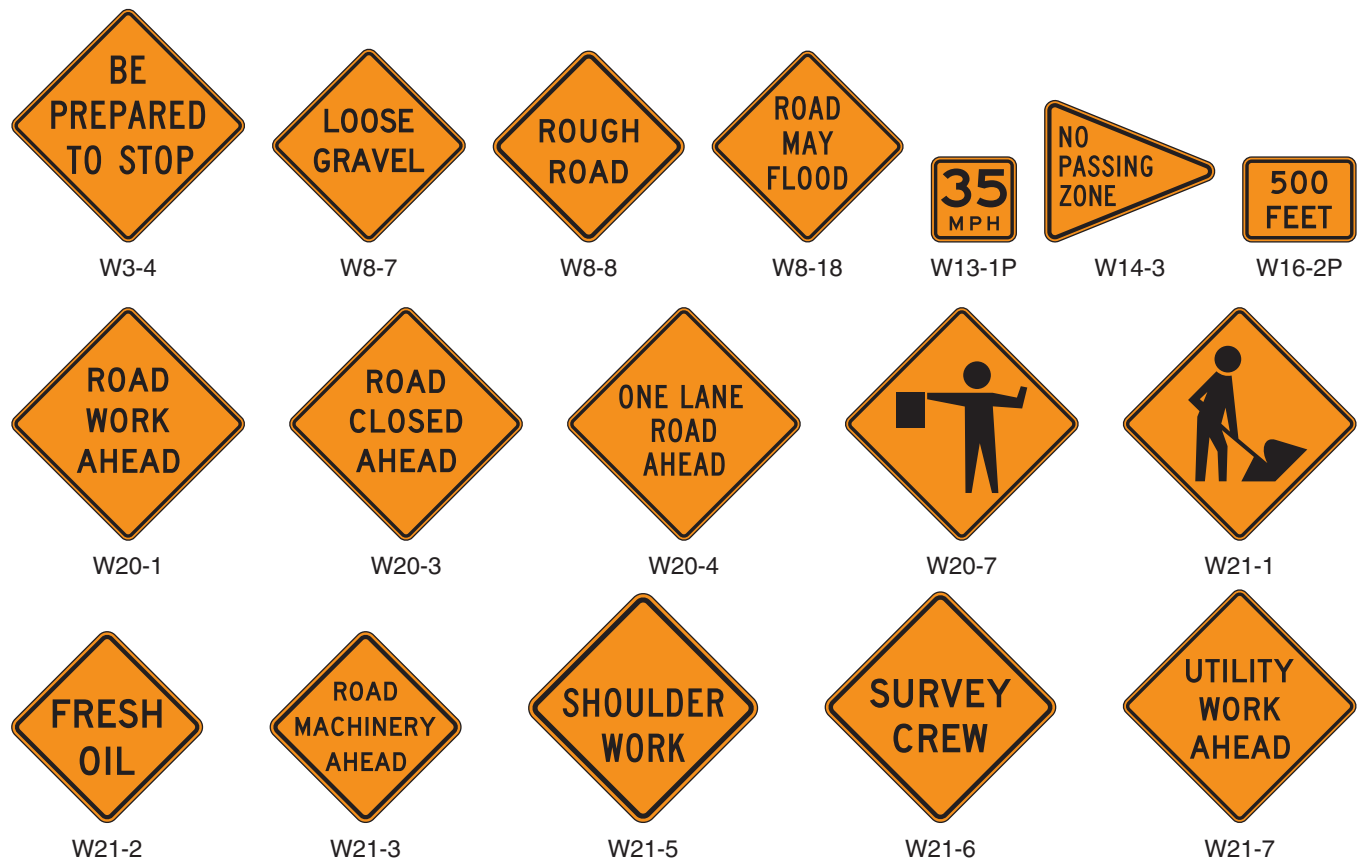 BE
PREPARED
TO STOP
W3-4
LOOSE
GRAVEL
W8-7
ROUGH
ROAD
W8-8
ROAD
MAY
FLOOD
W8-18
35
MPH
W13-1P
NO
PASSING
ZONE
W14-3
500
FEET
W16-2P
ROAD
WORK
AHEAD
W20-1
ROAD
CLOSED
AHEAD
W20-3
ONE LANE
ROAD
AHEAD
W20-4
W20-7
W21-1
FRESH
OIL
W21-2
ROAD
MACHINERY
AHEAD
W21-3
SHOULDER
WORK
W21-5
SURVEY
CREW
W21-6
UTILITY
WORK
AHEAD
W21-7